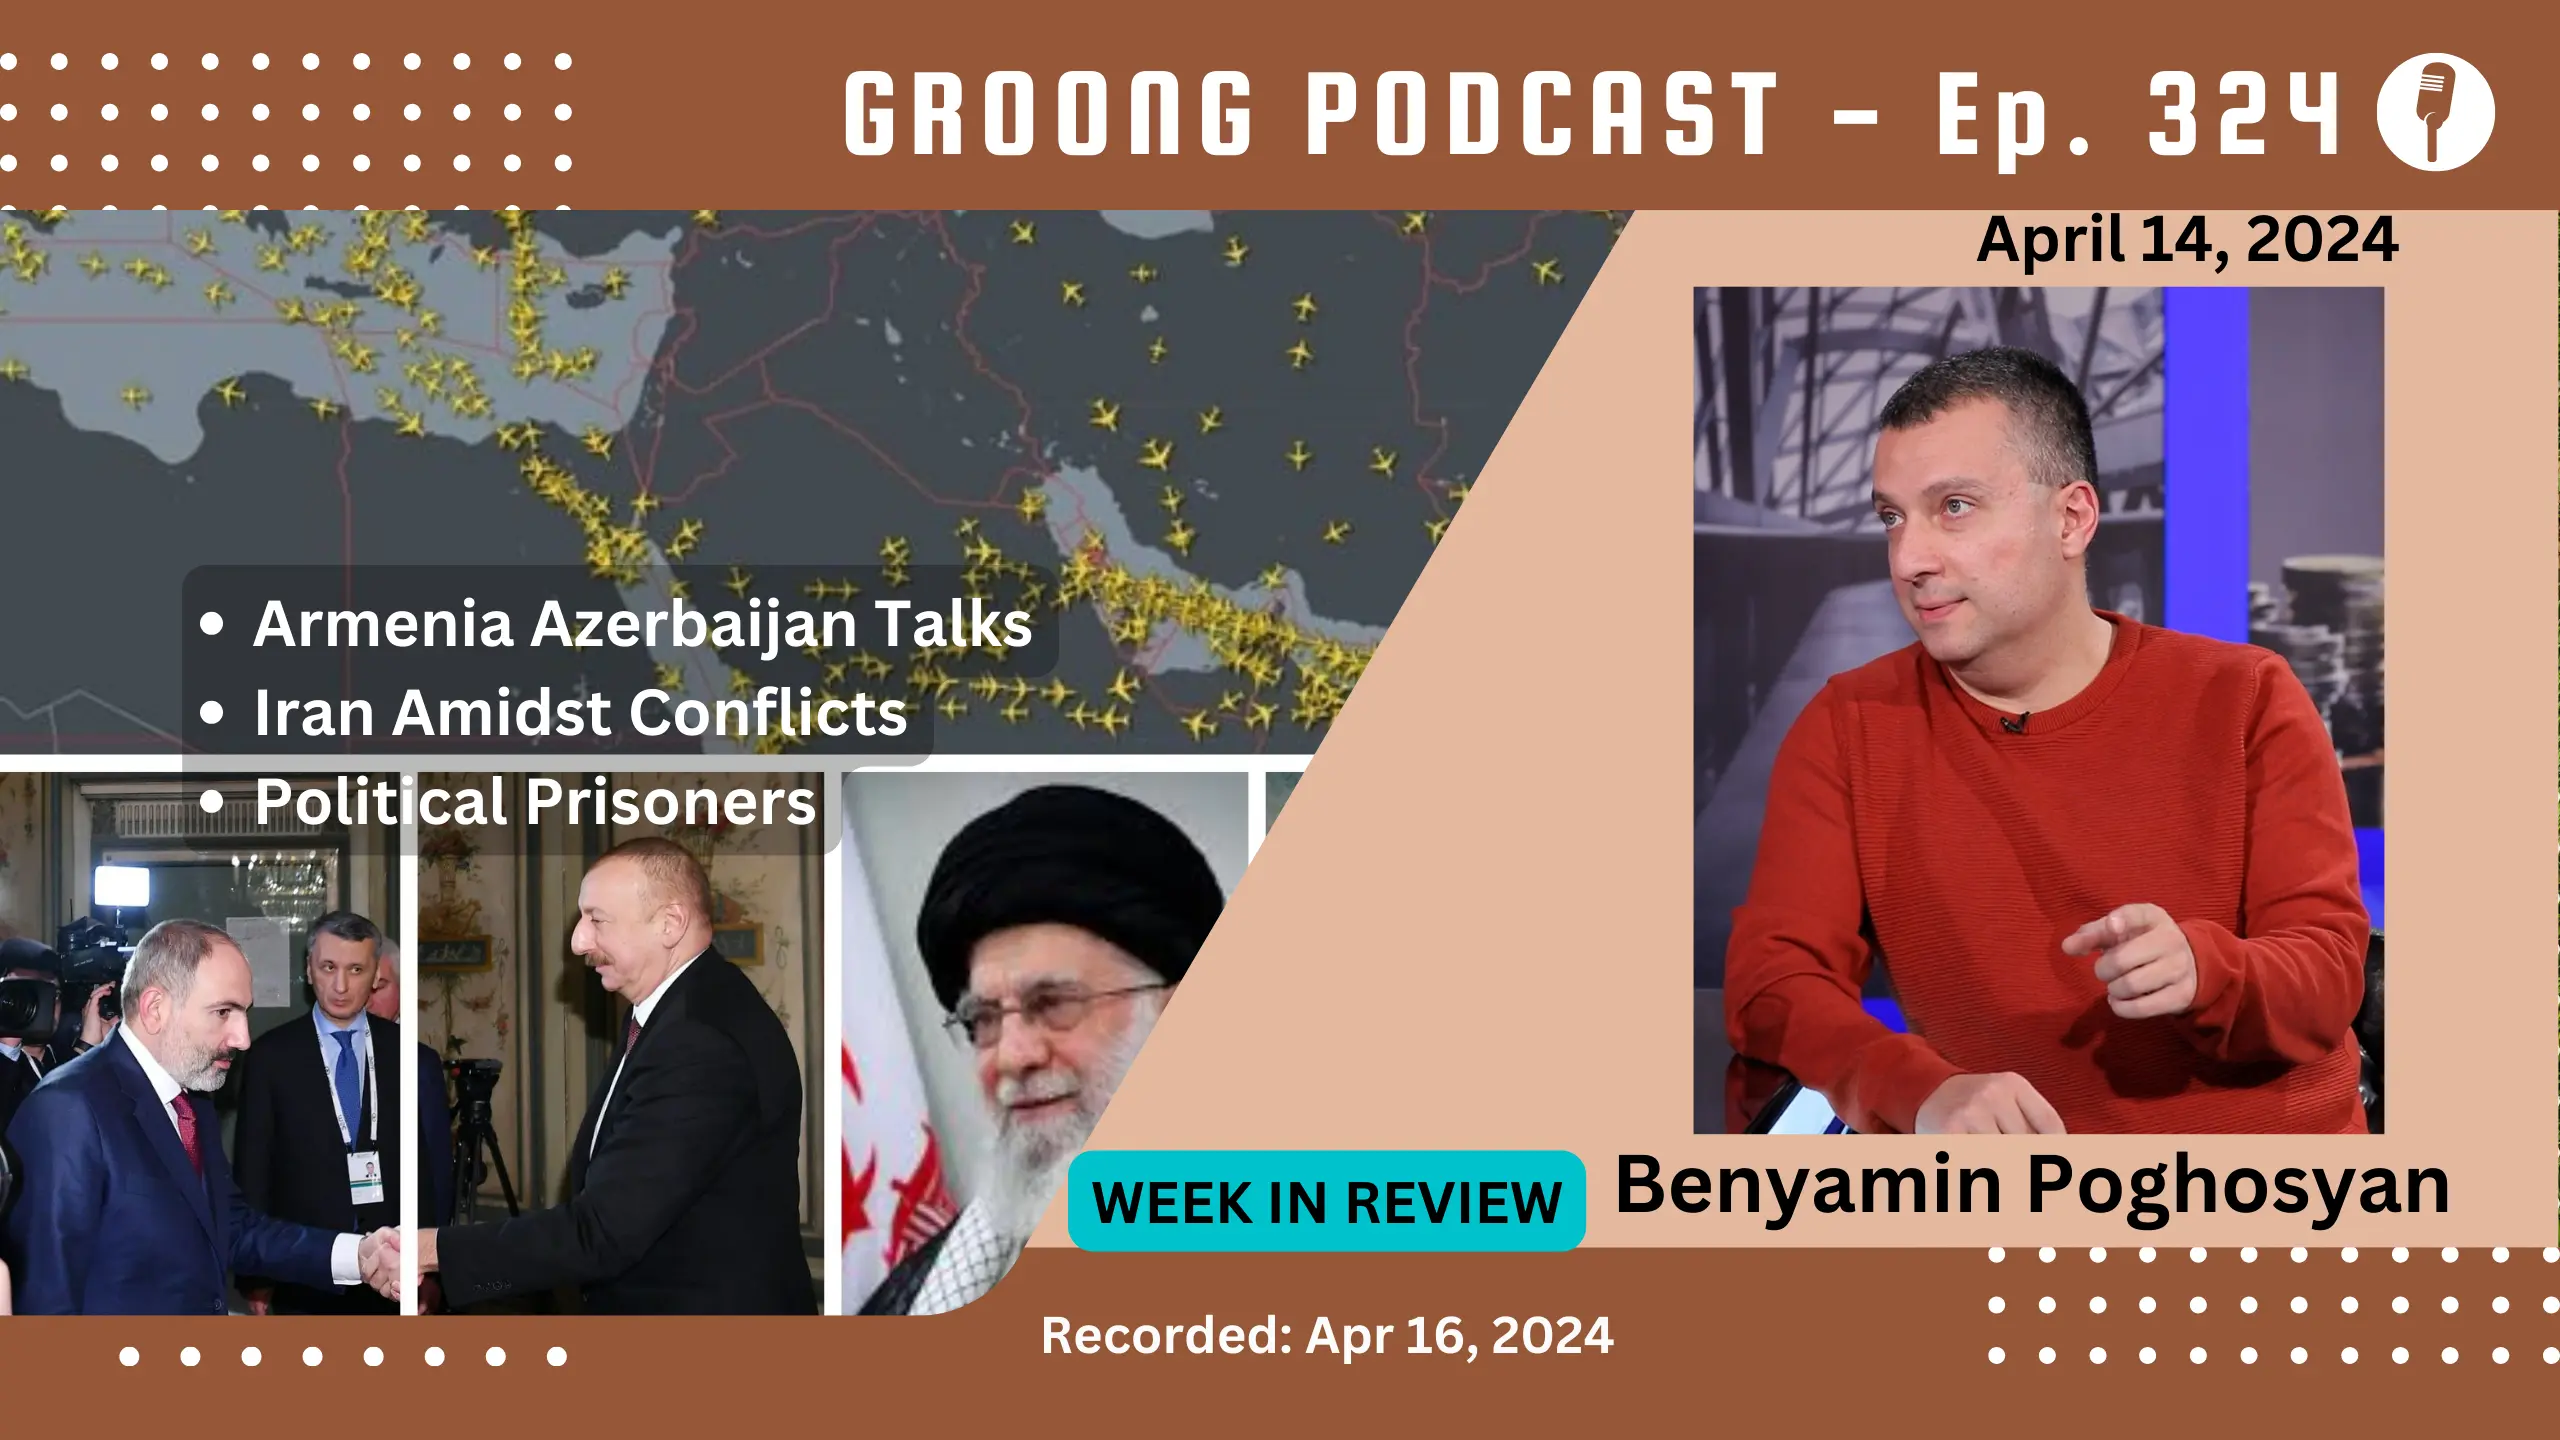 GROONG PODCAST - Ep. 324
April 14, 2024
• Armenia Azerbaijan Talks
• Iran Amidst Conflicts
• Political Prisoners
WEEK IN REVIEW
Benyamin Poghosyan
Recorded: Apr 16, 2024